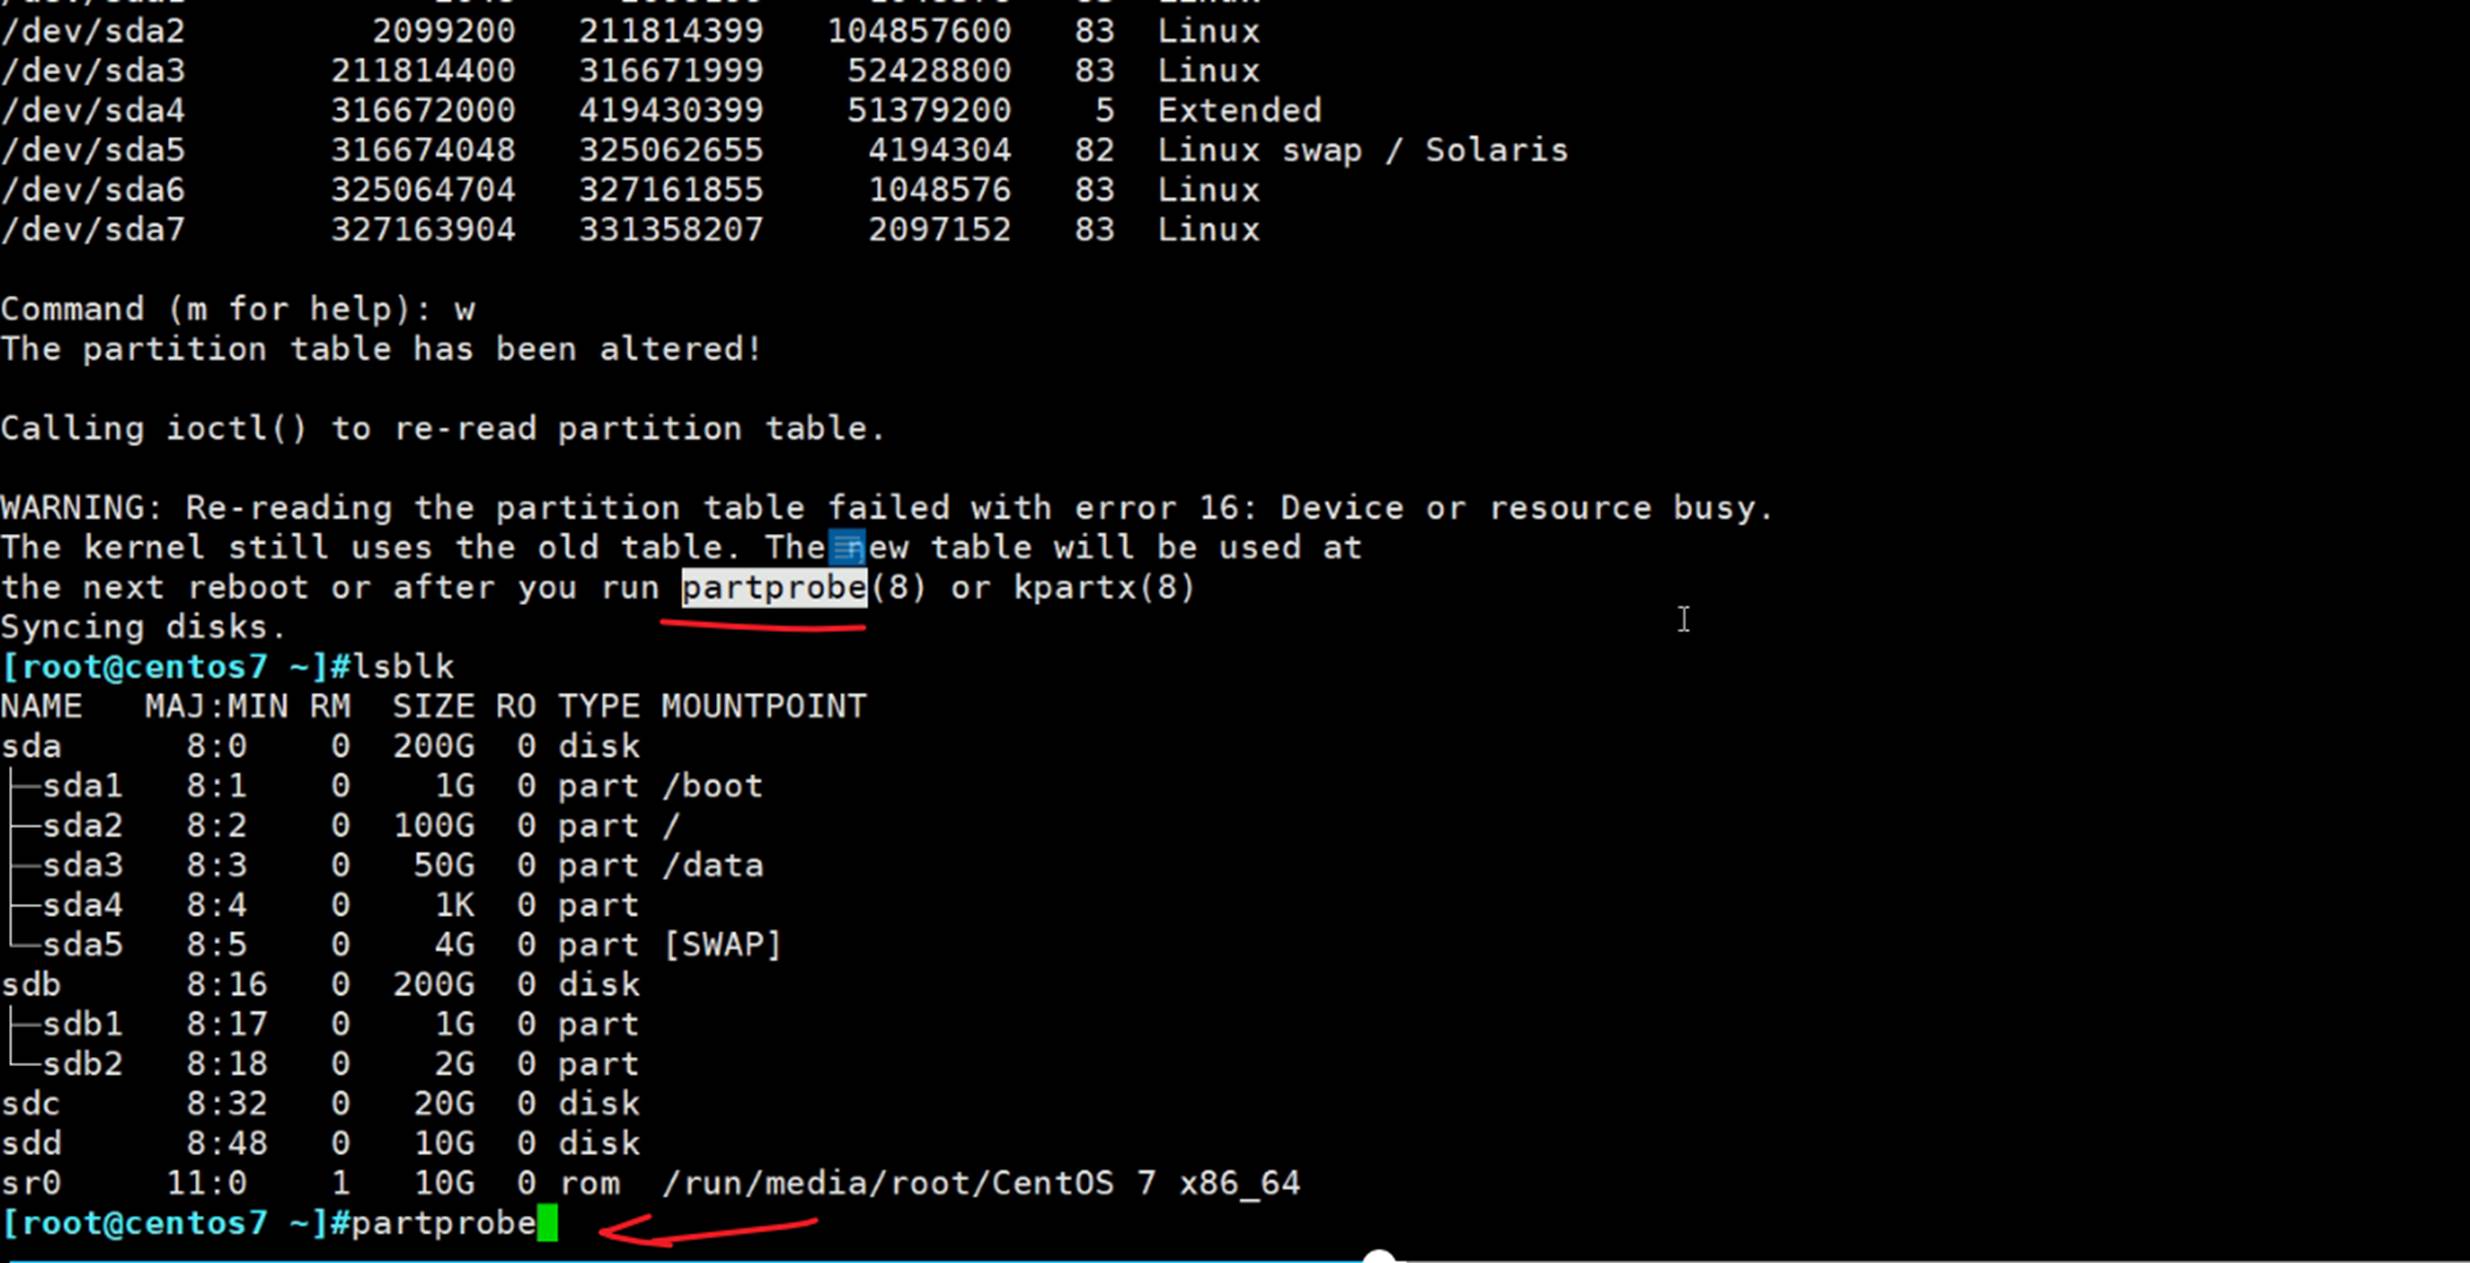 /dev/sda2 2099200 211814399 104857600 83 Linux
/dev/sda3 211814400 316671999 52428800 83 Linux
/dev/sda4 316672000 419430399 51379200 5 Extended
/dev/sda5 316674048 325062655 4194304 82 Linux swap / Solaris
/dev/sda6 325064704 327161855 1048576 83 Linux
/dev/sda7 327163904 331358207 2097152 83 Linux
Command (m for help): w
The partition table has been altered!
Calling ioctl() to re-read partition table.
WARNING: Re-reading the partition table failed with error 16: Device or resource busy.
The kernel still uses the old table. The new table will be used at
the next reboot or after you run partprobe(8) or kpartx(8)
Syncing disks.
[root@centos7 ~]#lsblk
NAME MAJ:MIN RM SIZE RO TYPE MOUNTPOINT
sda 8:0 0 200G 0 disk
├─sda1 8:1 0 1G 0 part /boot
├─sda2 8:2 0 100G 0 part /
├─sda3 8:3 0 50G 0 part /data
├─sda4 8:4 0 1K 0 part
└─sda5 8:5 0 4G 0 part [SWAP]
sdb 8:16 0 200G 0 disk
├─sdb1 8:17 0 1G 0 part
└─sdb2 8:18 0 2G 0 part
sdc 8:32 0 20G 0 disk
sdd 8:48 0 10G 0 disk
sr0 11:0 1 10G 0 rom /run/media/root/CentOS 7 x86_64
[root@centos7 ~]#partprobe